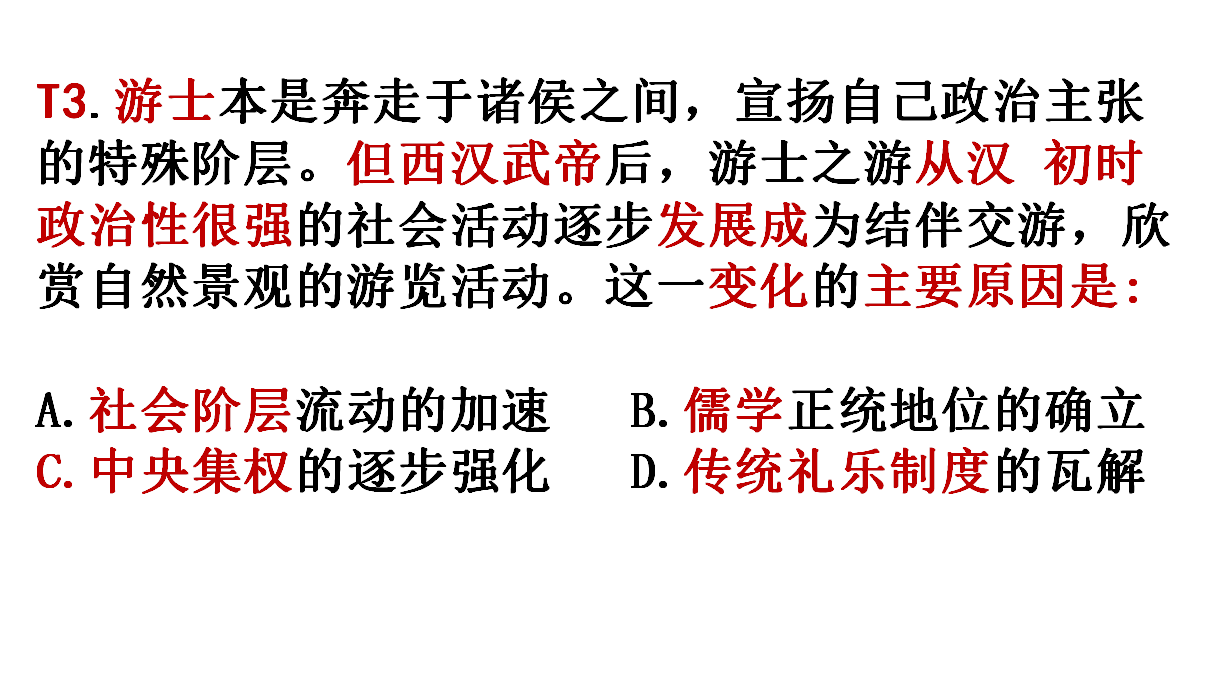 T3.游士本是奔走于诸侯之间，宣扬自己政治主张
的特殊阶层。但西汉武帝后，游士之游从汉 初时
政治性很强的社会活动逐步发展成为结伴交游，欣
赏自然景观的游览活动。这一变化的主要原因是：
A.社会阶层流动的加速 B.儒学正统地位的确立
C.中央集权的逐步强化 D.传统礼乐制度的瓦解